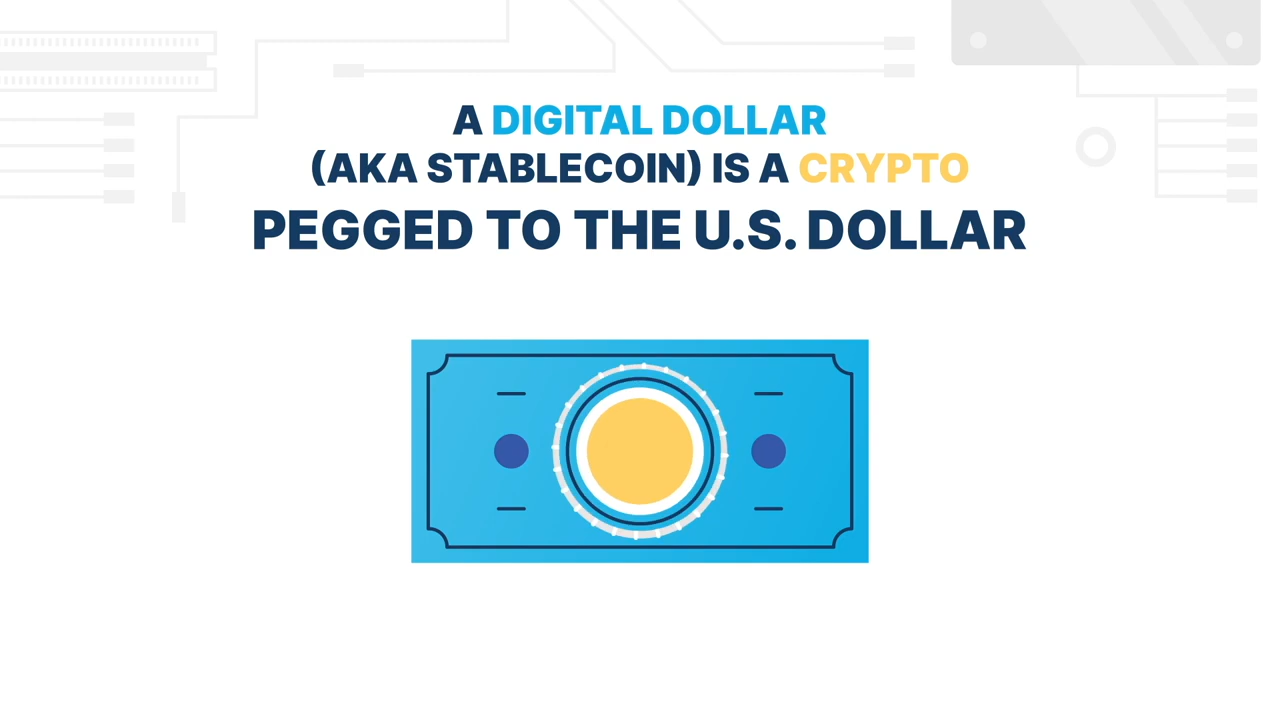 A DIGITAL DOLLAR
(AKA STABLECOIN) IS A CRYPTO
PEGGED TO THE U.S. DOLLAR